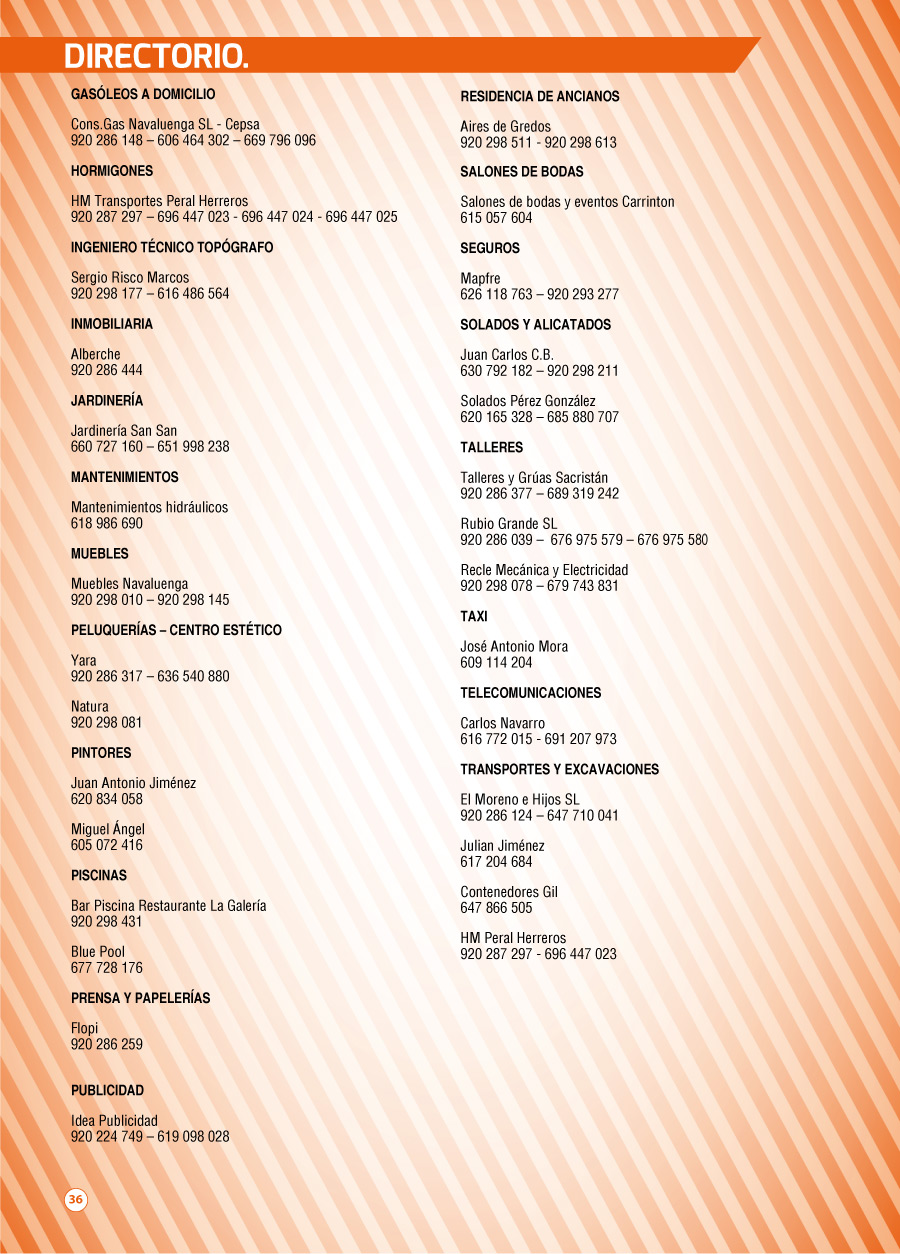 DIRECTORIO.
GASÓLEOS A DOMICILIO
Cons.Gas Navaluenga SL - Cepsa
920 286 148 – 606 464 302 – 669 796 096
HORMIGONES
HM Transportes Peral Herreros
920 287 297 – 696 447 023 - 696 447 024 - 696 447 025
INGENIERO TÉCNICO TOPÓGRAFO
Sergio Risco Marcos
920 298 177 – 616 486 564
INMOBILIARIA
Alberche
920 286 444
JARDINERÍA
Jardinería San San
660 727 160 – 651 998 238
MANTENIMIENTOS
Mantenimientos hidráulicos
618 986 690
MUEBLES
Muebles Navaluenga
920 298 010 – 920 298 145
PELUQUERÍAS – CENTRO ESTÉTICO
Yara
920 286 317 – 636 540 880
Natura
920 298 081
PINTORES
Juan Antonio Jiménez
620 834 058
Miguel Ángel
605 072 416
PISCINAS
Bar Piscina Restaurante La Galería
920 298 431
Blue Pool
677 728 176
PRENSA Y PAPELERÍAS
Flopi
920 286 259
PUBLICIDAD
Idea Publicidad
920 224 749 – 619 098 028
RESIDENCIA DE ANCIANOS
Aires de Gredos
920 298 511 - 920 298 613
SALONES DE BODAS
Salones de bodas y eventos Carrinton
615 057 604
SEGUROS
Mapfre
626 118 763 – 920 293 277
SOLADOS Y ALICATADOS
Juan Carlos C.B.
630 792 182 – 920 298 211
Solados Pérez González
620 165 328 – 685 880 707
TALLERES
Talleres y Grúas Sacristán
920 286 377 – 689 319 242
Rubio Grande SL
920 286 039 –  676 975 579 – 676 975 580
Recle Mecánica y Electricidad
920 298 078 – 679 743 831
TAXI
José Antonio Mora
609 114 204
TELECOMUNICACIONES
Carlos Navarro
616 772 015 - 691 207 973
TRANSPORTES Y EXCAVACIONES
El Moreno e Hijos SL
920 286 124 – 647 710 041
Julian Jiménez
617 204 684
Contenedores Gil
647 866 505
HM Peral Herreros
920 287 297 - 696 447 023
36